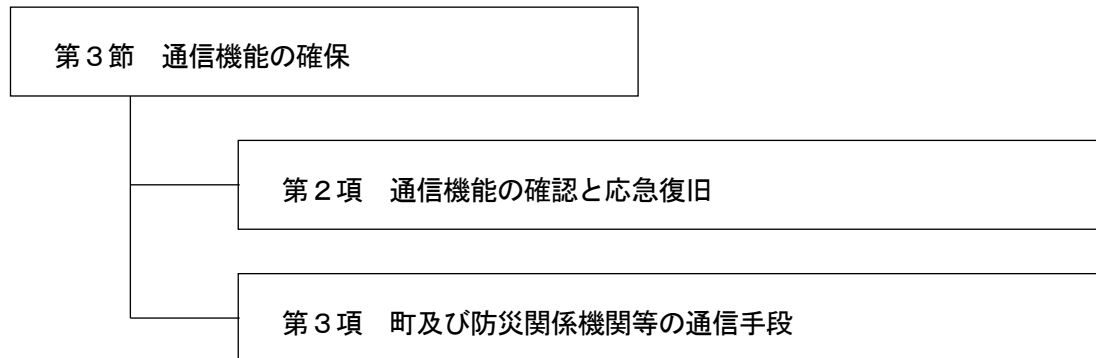 第３節　通信機能の確保
第２項　通信機能の確認と応急復旧
第３項　町及び防災関係機関等の通信手段